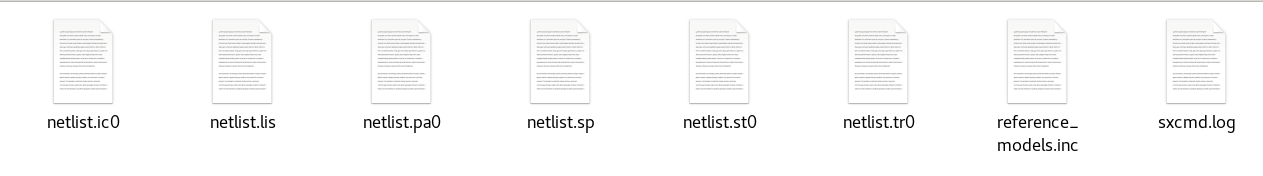 netlist.ic0
netlist.lis
netlist.pa0
netlist.sp
netlist.st0
netlist.tr0
reference_
models.inc
sxcmd.log